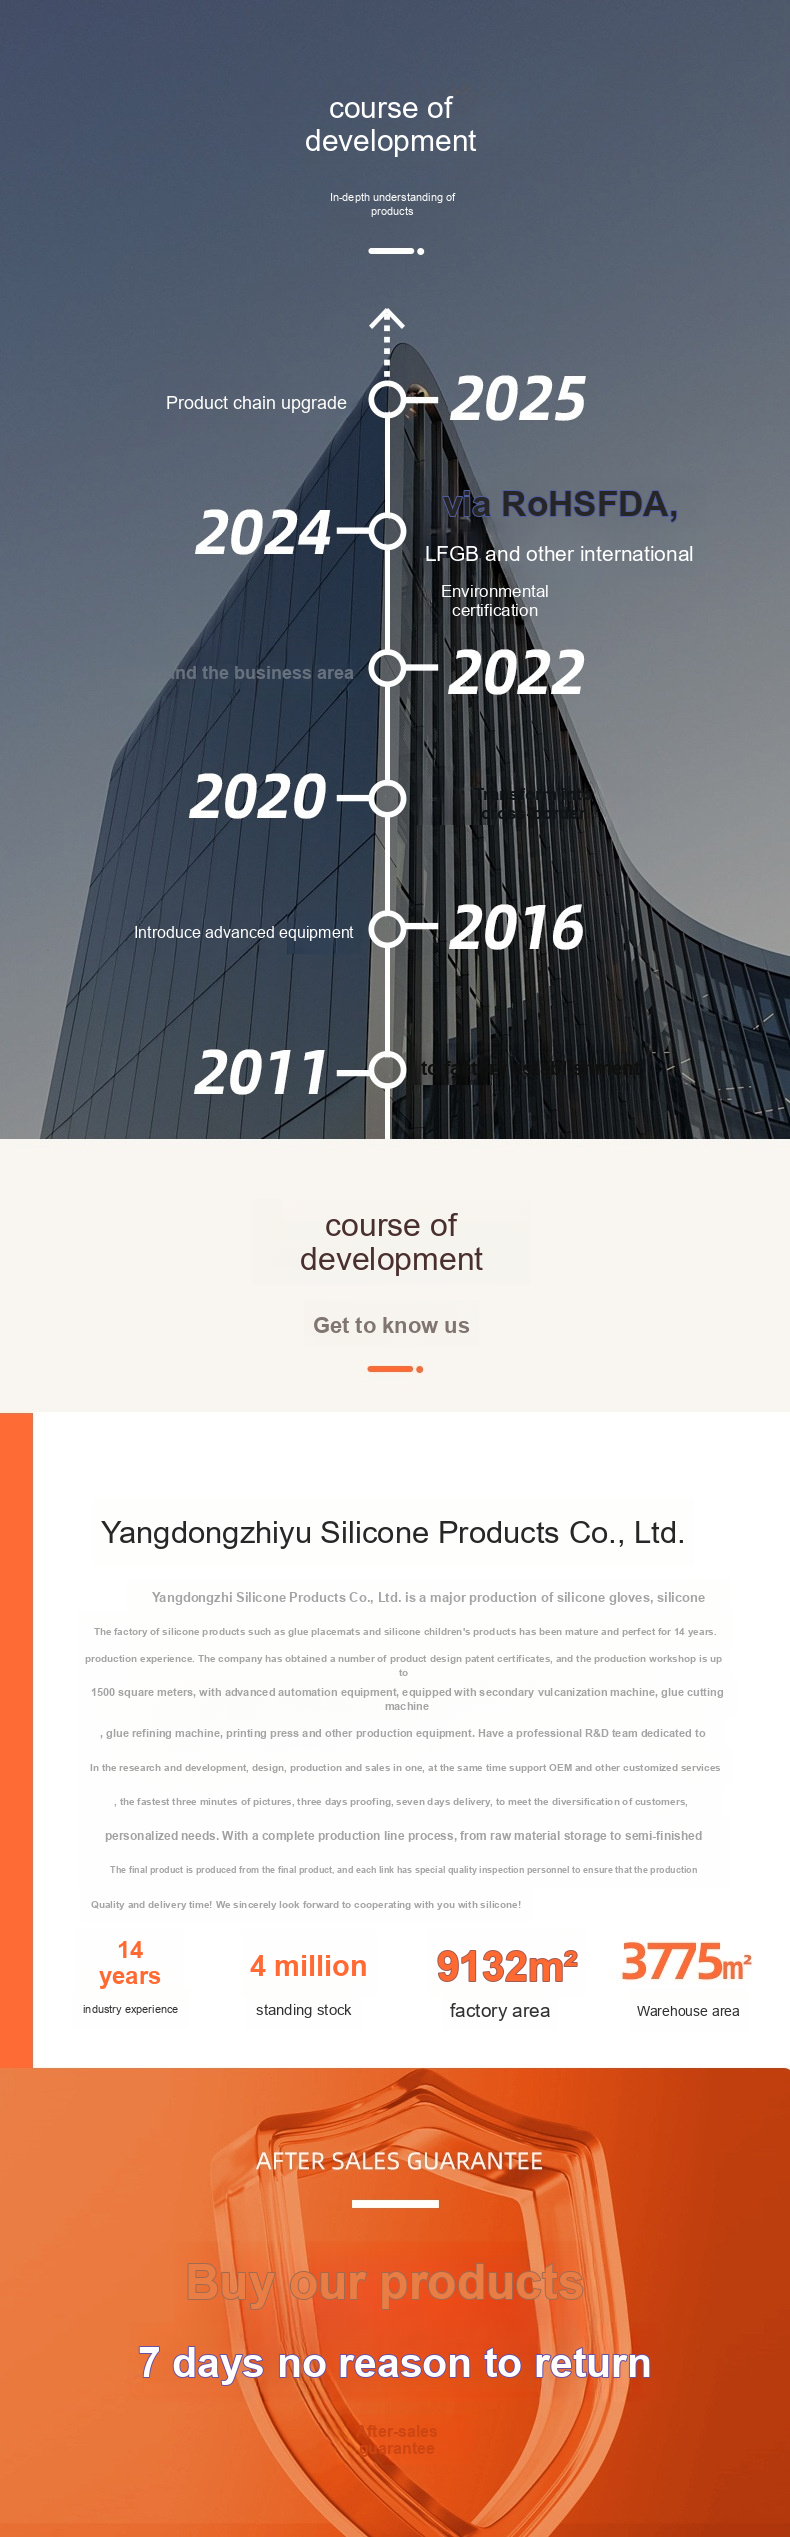 course of
development
In-depth understanding of
products
Product chain upgrade
2025
via RoHSFDA,
2024
LFGB and other international
Environmental
certification
nd the business area
2022
2020
Transform into
cross-border
Introduce advanced equipment
2016
2011
to
course of
development
Get to know us
Yangdongzhiyu Silicone Products Co., Ltd.
Yangdongzhi Silicone Products Co., Ltd. is a major production of silicone gloves, silicone
The factory of silicone products such as glue placemats and silicone children's products has been mature and perfect for 14 years.
production experience. The company has obtained a number of product design patent certificates, and the production workshop is up
to
1500 square meters, with advanced automation equipment, equipped with secondary vulcanization machine, glue cutting
machine
, glue refining machine, printing press and other production equipment. Have a professional R&D team dedicated to
In the research and development, design, production and sales in one, at the same time support OEM and other customized services
, the fastest three minutes of pictures, three days proofing, seven days delivery, to meet the diversification of customers,
personalized needs. With a complete production line process, from raw material storage to semi-finished
The final product is produced from the final product, and each link has special quality inspection personnel to ensure that the production
Quality and delivery time! We sincerely look forward to cooperating with you with silicone!
14
years
industry experience
4 million
standing stock
9132m²
factory area
3775m²
Warehouse area
AFTER SALES GUARANTEE
Buy our products
7 days no reason to return
After-sales
guarantee